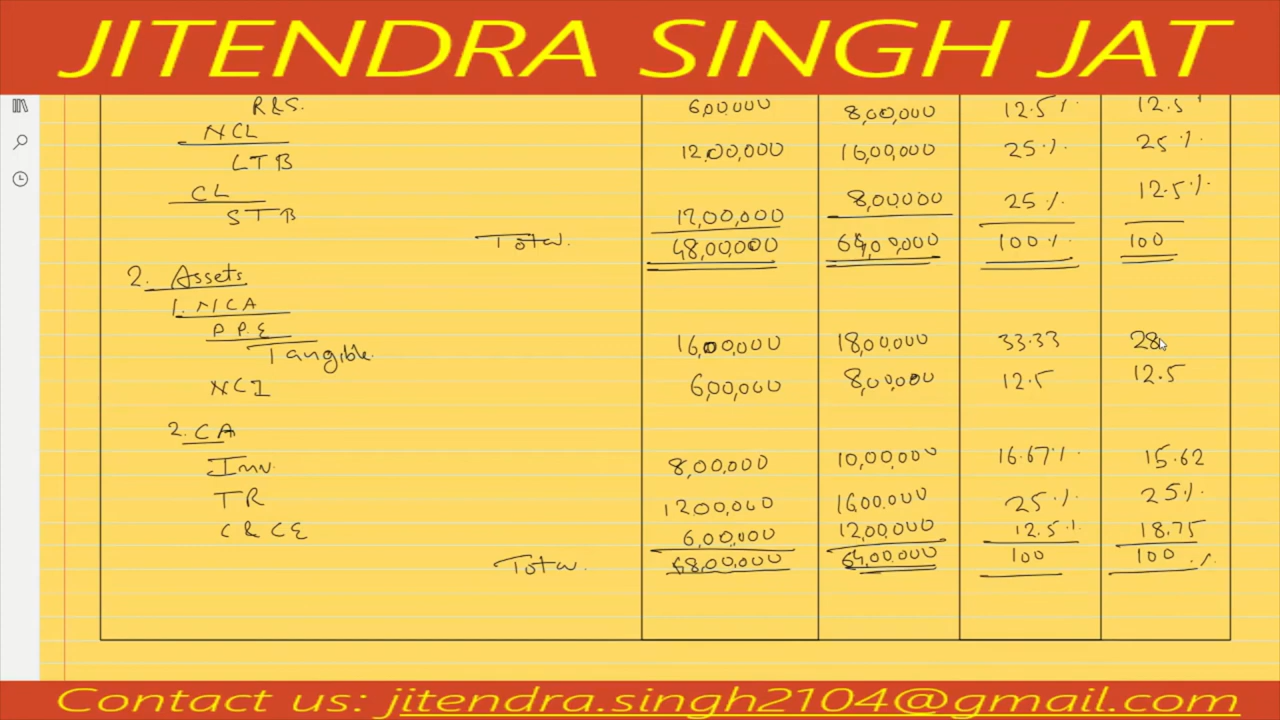 JITENDRA SINGH JAT
R&S. 6,00,000 8,00,000 12.5% 12.5%
NCL
LTB 12,00,000 16,00,000 25% 25%
CL
STB 12,00,000 8,00,000 25% 12.5%
Total 48,00,000 64,00,000 100% 100
2. Assets
1. NCA
P P.E
Tangible 16,00,000 18,00,000 33.33 28
NCI 6,00,000 8,00,000 12.5 12.5
2. CA
Inv. 8,00,000 10,00,000 16.67% 15.62
TR 1200,000 1600,000 25% 25%
C & CE 6,00,000 12,00,000 12.5% 18.75
Total 48,00,000 64,00,000 100 100%
Contact us: jitendra.singh2104@gmail.com